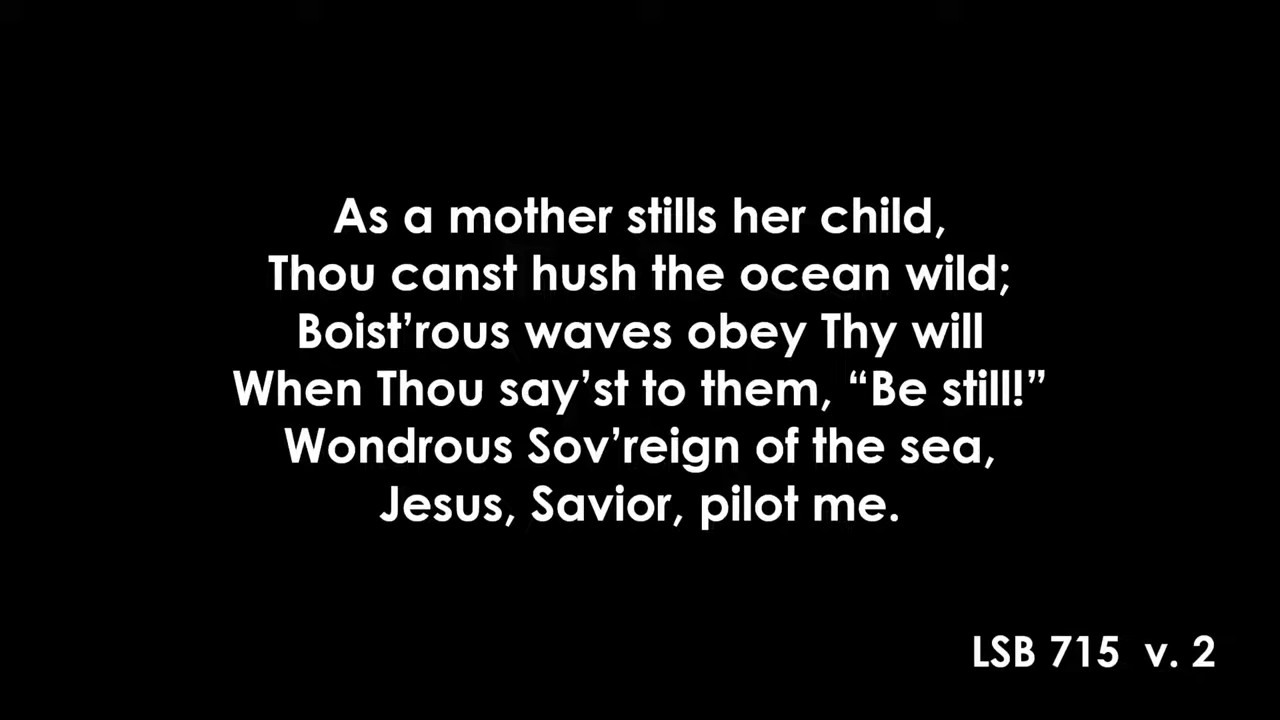 As a mother stills her child,
Thou canst hush the ocean wild;
Boist’rous waves obey Thy will
When Thou say’st to them, “Be still!”
Wondrous Sov’reign of the sea,
Jesus, Savior, pilot me.
LSB 715  v. 2